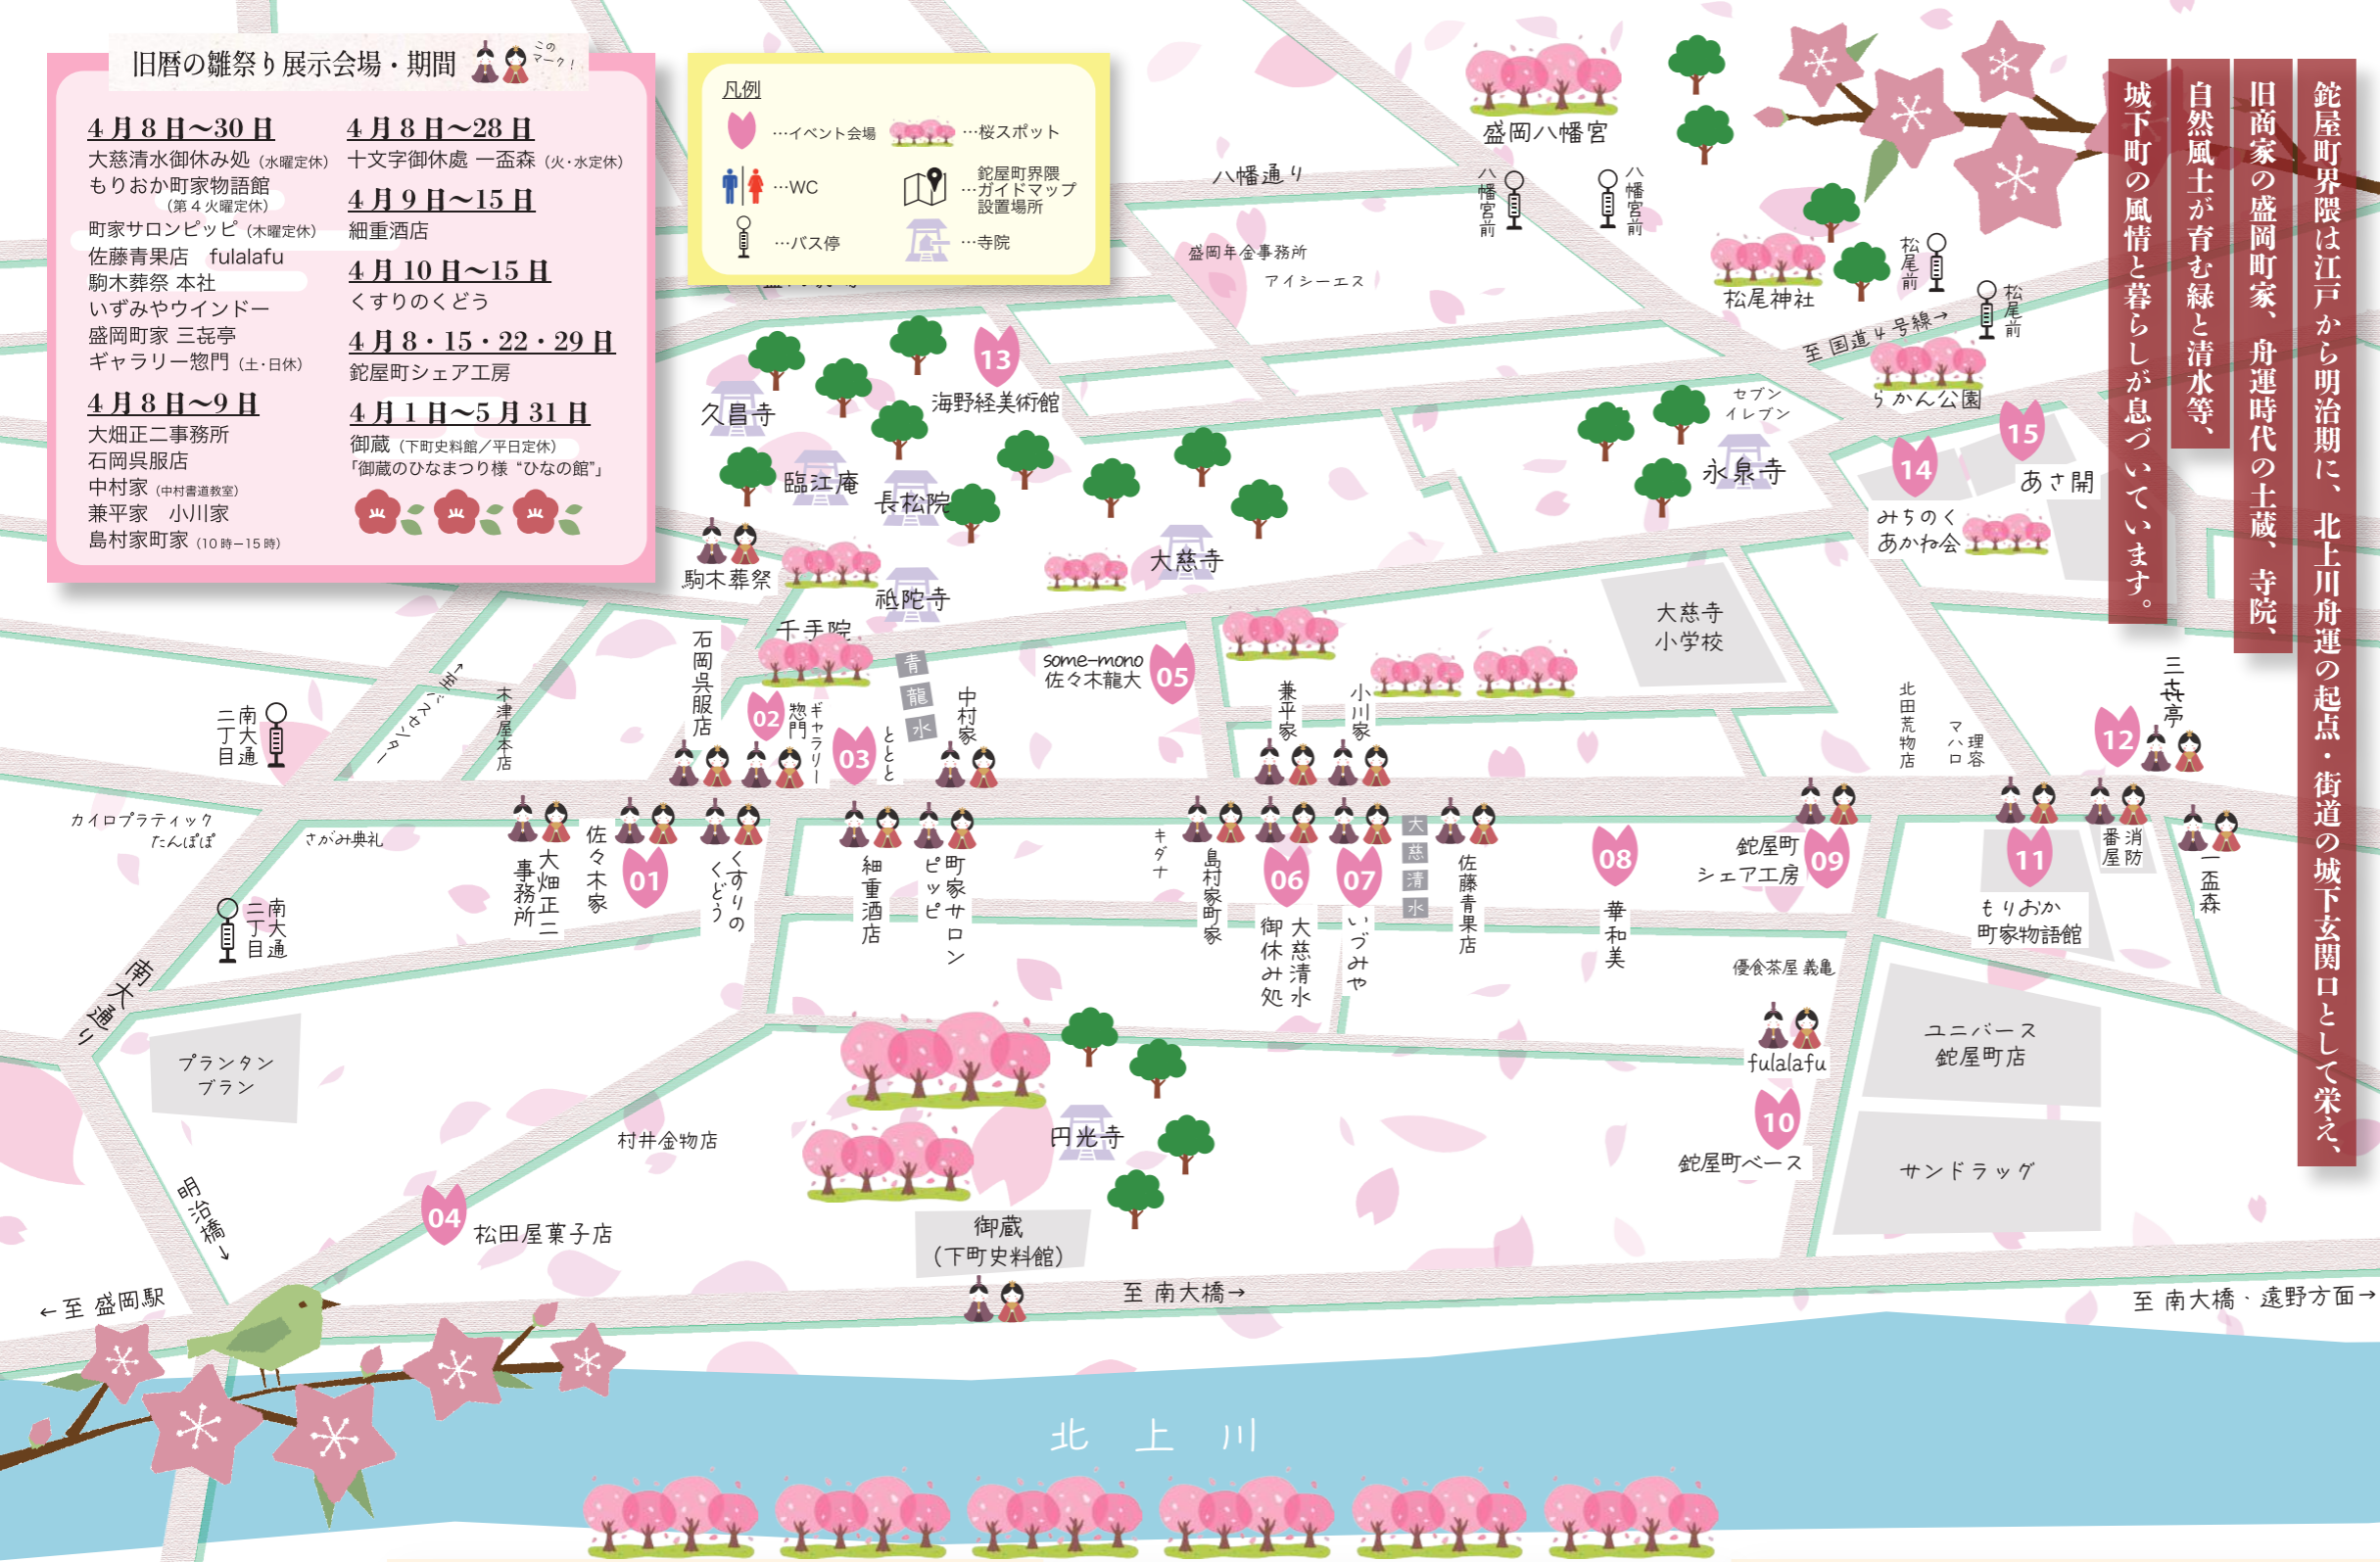 旧暦の雛祭り展示会場・期間
この
マーク！
4月8日〜30日
大慈清水御休み処（水曜定休）
もりおか町家物語館
（第4火曜定休）
町家サロンピッピ（木曜定休）
佐藤青果店　fulalafu
駒木葬祭 本社
いずみやウインドー
盛岡町家 三㐂亭
ギャラリー惣門（土・日休）
4月8日〜9日
大畑正二事務所
石岡呉服店
中村家（中村書道教室）
兼平家　小川家
島村家町家（10時ー15時）
4月8日〜28日
十文字御休處 一盃森（火・水定休）
4月9日〜15日
細重酒店
4月10日〜15日
くすりのくどう
4月8・15・22・29日
鉈屋町シェア工房
4月1日〜5月31日
御蔵（下町史料館／平日定休）
「御蔵のひなまつり様“ひなの館”」
凡例
…イベント会場
…桜スポット
…WC
鉈屋町界隈
…ガイドマップ
設置場所
…バス停
…寺院
鉈屋町界隈は江戸から明治期に、北上川舟運の起点・街道の城下玄関口として栄え、
旧商家の盛岡町家、舟運時代の土蔵、寺院、
自然風土が育む緑と清水等、
城下町の風情と暮らしが息づいています。
盛岡八幡宮
八幡通り
八幡宮前
八幡宮前
盛岡年金事務所
アイシーエス
松尾神社
松尾前
松尾前
至 国道4号線→
らかん公園
13
海野経美術館
久昌寺
臨江庵
長松院
セブン
イレブン
永泉寺
14
15
あさ開
みちのく
あかね会
大慈寺
駒木葬祭
祗陀寺
千手院
大慈寺
小学校
石岡呉服店
青龍水
some-mono
佐々木龍大
05
←至 バスセンター
木津屋本店
南大通
二丁目
02
ギャラリー
惣門
03
ととと
中村家
兼平家
小川家
北田荒物店
理容
マハロ
12
三㐂亭
カイロプラティック
たんぽぽ
さがみ典礼
大畑正二
事務所
佐々木家
01
くすりの
くどう
細重酒店
町家サロン
ピッピ
キダナ
島村家町家
06
大慈清水
御休み処
07
いづみや
大慈清水
佐藤青果店
08
華和美
鉈屋町
シェア工房
09
11
もりおか
町家物語館
消防
番屋
一盃森
南大通
二丁目
南大通り
優食茶屋 義亀
fulalafu
ユニバース
鉈屋町店
プランタン
ブラン
村井金物店
円光寺
10
鉈屋町ベース
サンドラッグ
明治橋→
04
松田屋菓子店
御蔵
（下町史料館）
←至 盛岡駅
至 南大橋→
至 南大橋・遠野方面→
北上川